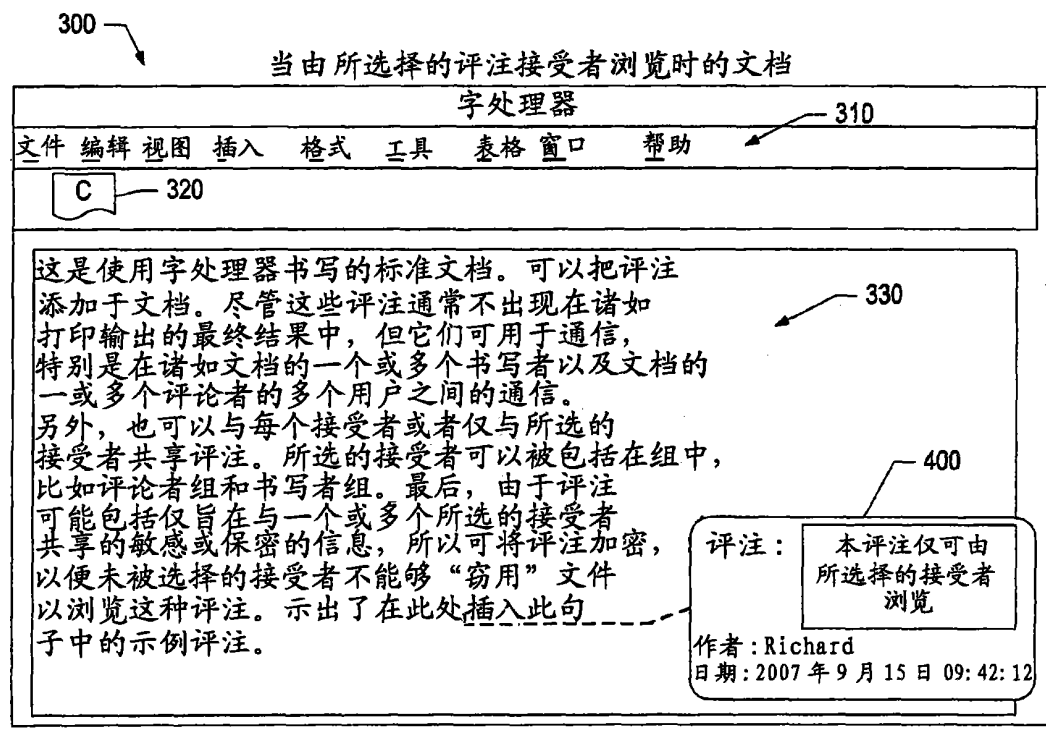 300
当由所选择的评注接受者浏览时的文档
字处理器
310
文件 编辑 视图 插入 格式 工具 表格 窗口 帮助
C
320
这是使用字处理器书写的标准文档。可以把评注
添加于文档。尽管这些评注通常不出现在诸如
330
打印输出的最终结果中，但它们可用于通信，
特别是在诸如文档的一个或多个书写者以及文档的
一或多个评论者的多个用户之间的通信。
另外，也可以与每个接受者或者仅与所选的
接受者共享评注。所选的接受者可以被包括在组中，
比如评论者组和书写者组。最后，由于评注
可能包括仅旨在与一个或多个所选的接受者
共享的敏感或保密的信息，所以可将评注加密，
以便未被选择的接受者不能够“窃用”文件
以浏览这种评注。示出了在此处插入此句
子中的示例评注。
400
评注：
本评注仅可由
所选择的接受者
浏览
作者：Richard
日期：2007年9月15日 09:42:12